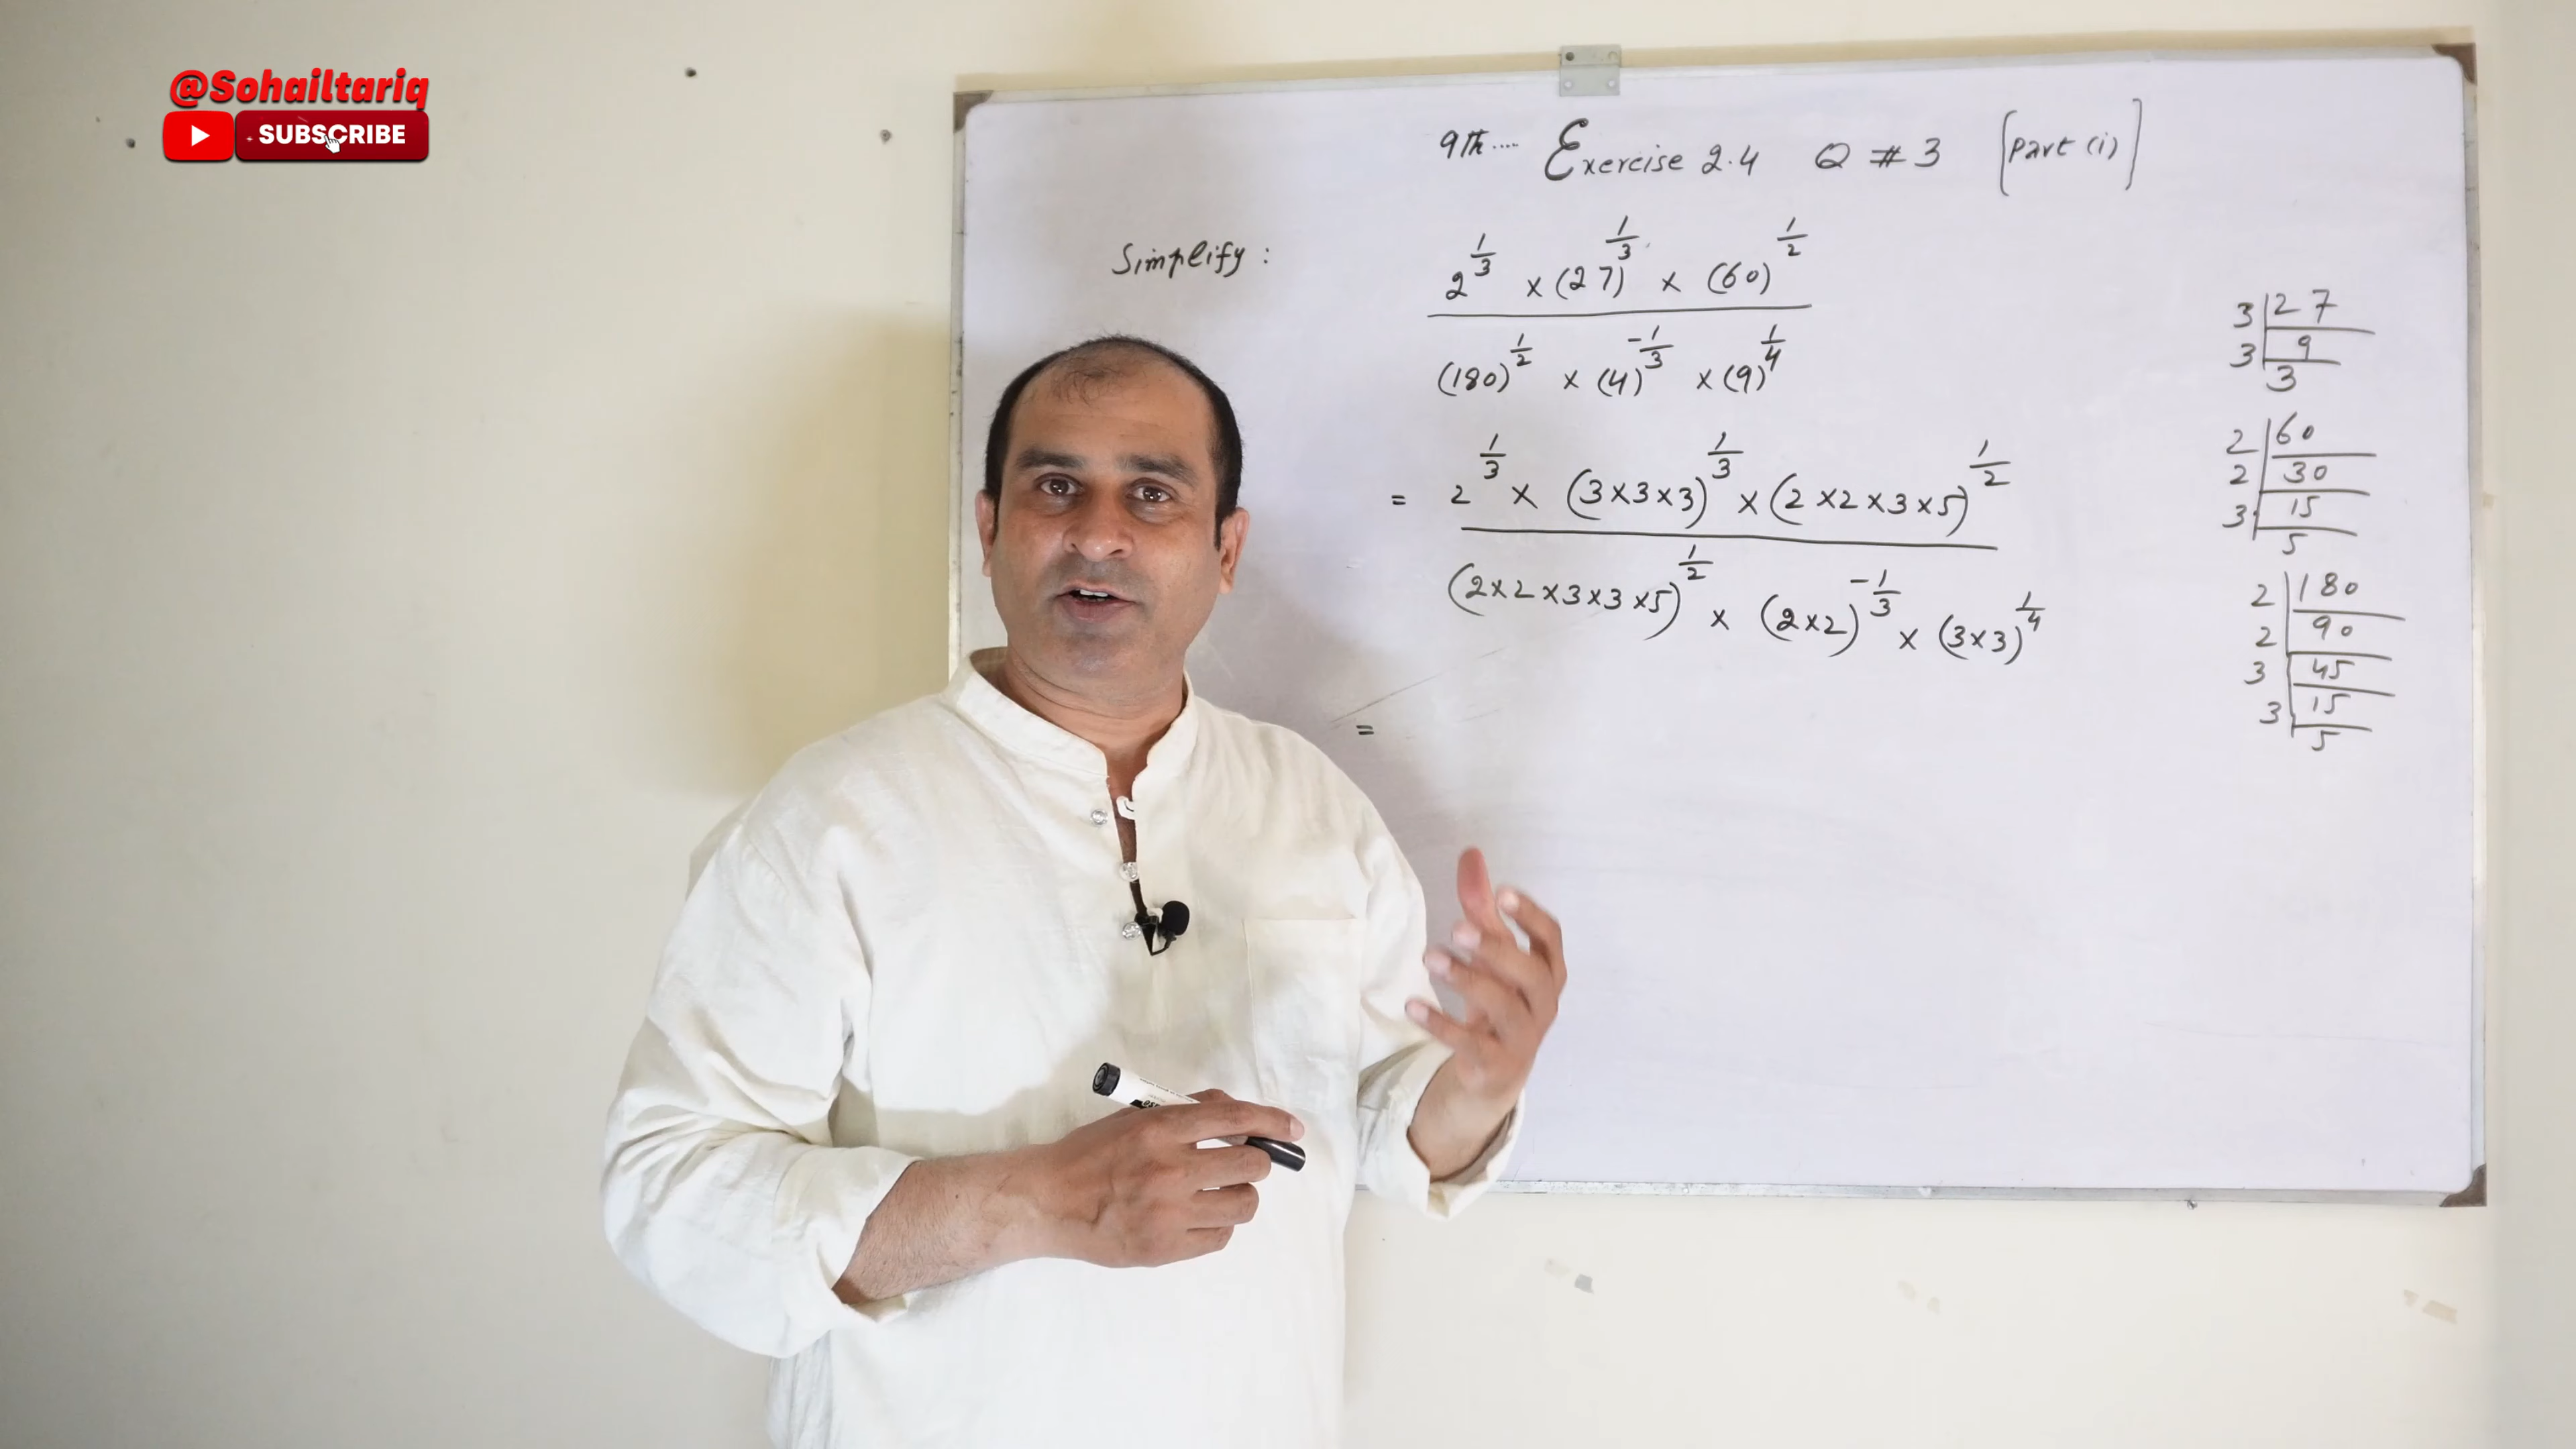 @Sohailtariq
SUBSCRIBE
9th.... Exercise 2.4 Q # 3 [Part (i)]
Simplify:
2^(1/3) × (27)^(1/3) × (60)^(1/2)
(180)^(1/2) × (4)^(-1/3) × (9)^(1/4)
= 2^(1/3) × (3×3×3)^(1/3) × (2×2×3×5)^(1/2)
(2×2×3×3×5)^(1/2) × (2×2)^(-1/3) × (3×3)^(1/4)
=
3 | 27
3 | 9
3
2 | 60
2 | 30
3 | 15
5
2 | 180
2 | 90
3 | 45
3 | 15
5